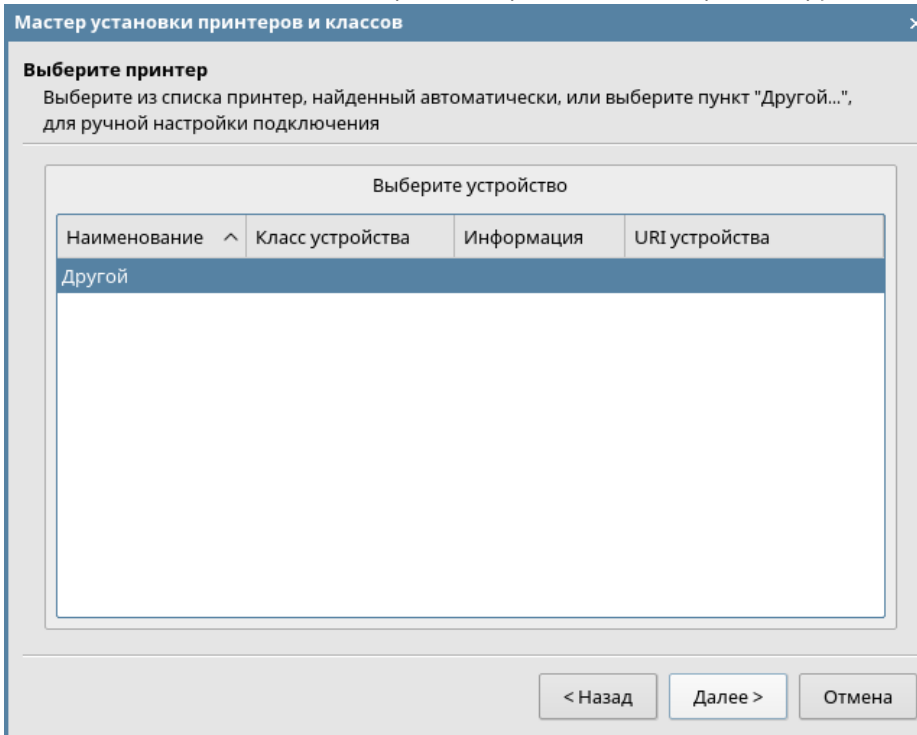 Мастер установки принтеров и классов
Выберите принтер
Выберите из списка принтер, найденный автоматически, или выберите пункт "Другой...",
для ручной настройки подключения
Выберите устройство
Наименование Класс устройства Информация URI устройства
Другой
< Назад Далее > Отмена